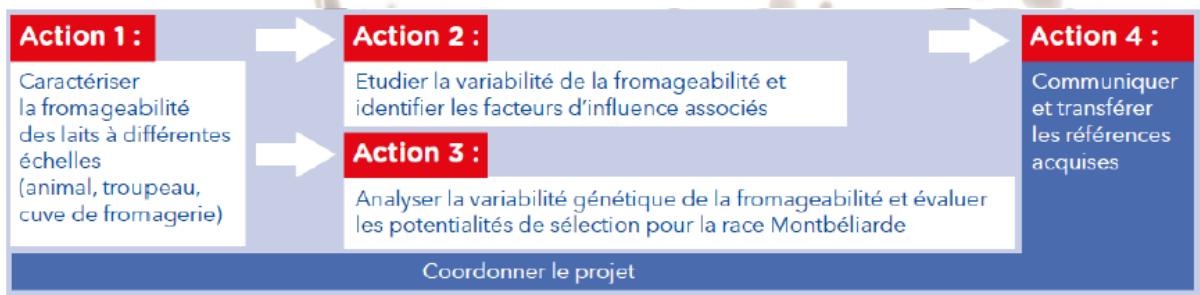 Action 1 :
Caractériser
la fromageabilité
des laits à différentes
échelles
(animal, troupeau,
cuve de fromagerie)
Action 2 :
Etudier la variabilité de la fromageabilité et
identifier les facteurs d'influence associés
Action 3 :
Analyser la variabilité génétique de la fromageabilité et évaluer
les potentialités de sélection pour la race Montbéliarde
Action 4 :
Communiquer
et transférer
les références
acquises
Coordonner le projet